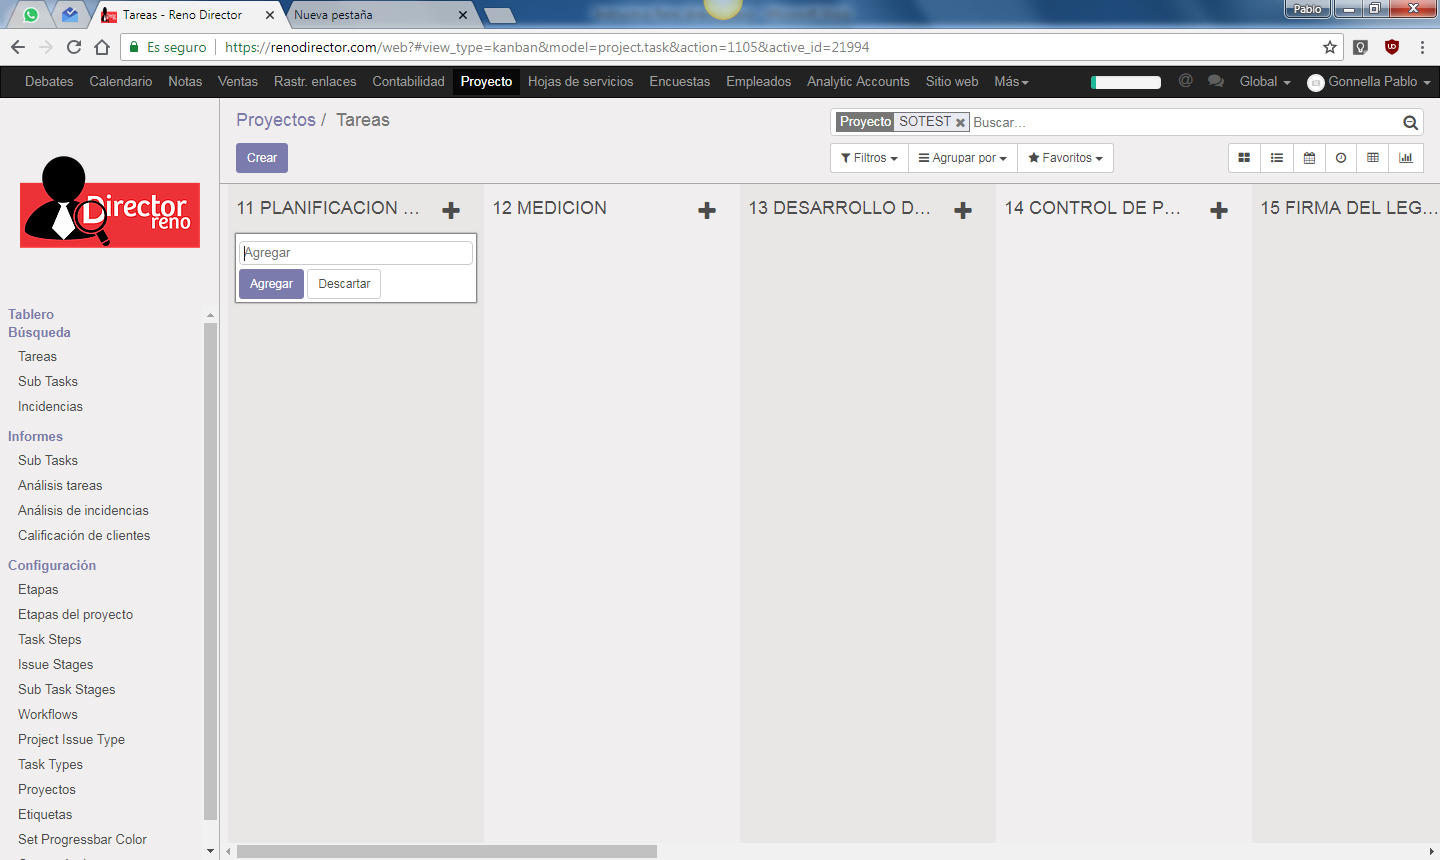 Pablo
Tareas - Reno Director
Nueva pestaña
Es seguro
https://renodirector.com/web?#view_type=kanban&model=project.task&action=1105&active_id=21994
Debates Calendario Notas Ventas Rastr. enlaces Contabilidad Proyecto Hojas de servicios Encuestas Empleados Analytic Accounts Sitio web Más Global Gonnella Pablo
Proyectos / Tareas
Proyecto SOTEST Buscar...
Crear
Filtros Agrupar por Favoritos
Director
reno
11 PLANIFICACION ... 12 MEDICION 13 DESARROLLO D... 14 CONTROL DE P... 15 FIRMA DEL LEG...
Agregar
Agregar Descartar
Tablero
Búsqueda
Tareas
Sub Tasks
Incidencias
Informes
Sub Tasks
Análisis tareas
Análisis de incidencias
Calificación de clientes
Configuración
Etapas
Etapas del proyecto
Task Steps
Issue Stages
Sub Task Stages
Workflows
Project Issue Type
Task Types
Proyectos
Etiquetas
Set Progressbar Color